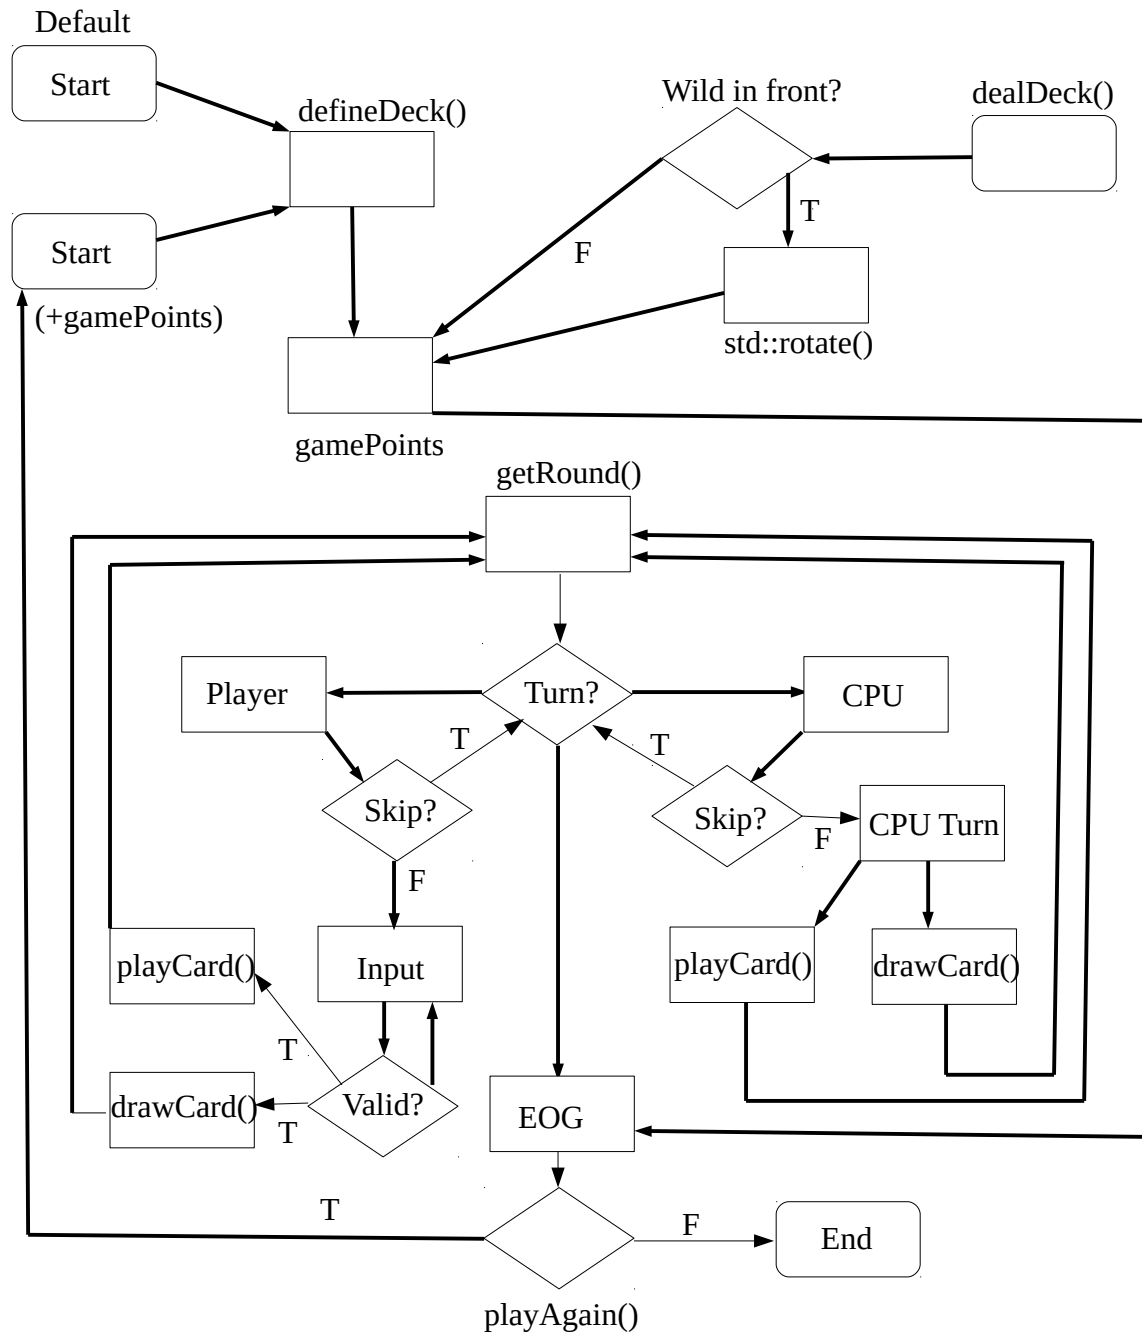 Default
Start
defineDeck()
Wild in front?
dealDeck()
T
F
Start
(+gamePoints)
std::rotate()
gamePoints
getRound()
Player
Turn?
CPU
T
T
Skip?
Skip?
F
CPU Turn
F
playCard()
Input
playCard()
drawCard()
T
drawCard()
T
Valid?
EOG
T
F
End
playAgain()